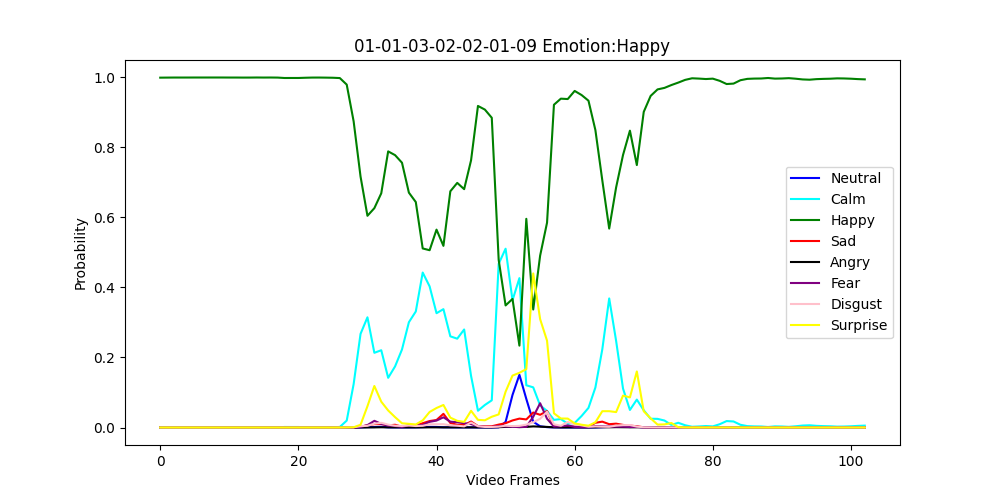 01-01-03-02-02-01-09 Emotion:Happy
1.0
0.8
0.6
0.4
0.2
0.0
Probability
0 20 40 60 80 100
Video Frames
Neutral
Calm
Happy
Sad
Angry
Fear
Disgust
Surprise